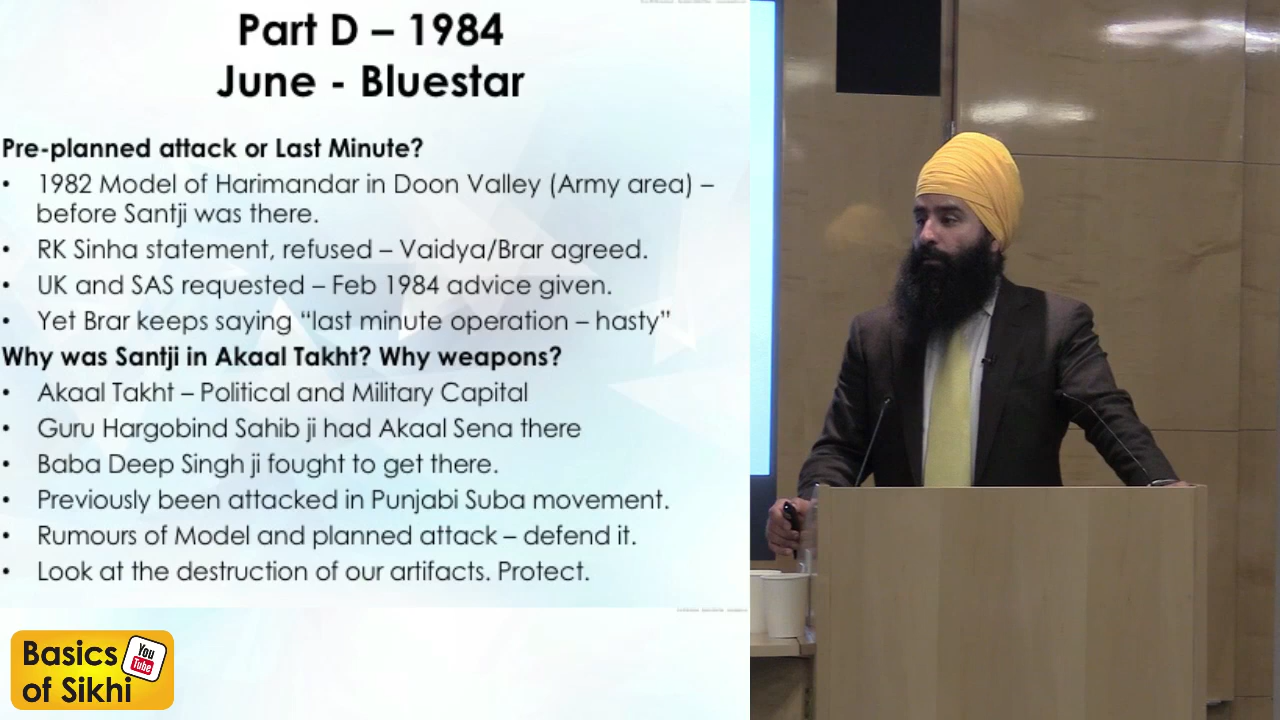 Part D – 1984
June - Bluestar
Pre-planned attack or Last Minute?
• 1982 Model of Harimandar in Doon Valley (Army area) –
before Santji was there.
• RK Sinha statement, refused – Vaidya/Brar agreed.
• UK and SAS requested – Feb 1984 advice given.
• Yet Brar keeps saying “last minute operation – hasty”
Why was Santji in Akaal Takht? Why weapons?
• Akaal Takht – Political and Military Capital
• Guru Hargobind Sahib ji had Akaal Sena there
• Baba Deep Singh ji fought to get there.
• Previously been attacked in Punjabi Suba movement.
• Rumours of Model and planned attack – defend it.
• Look at the destruction of our artifacts. Protect.
Basics
of Sikhi
You
Tube